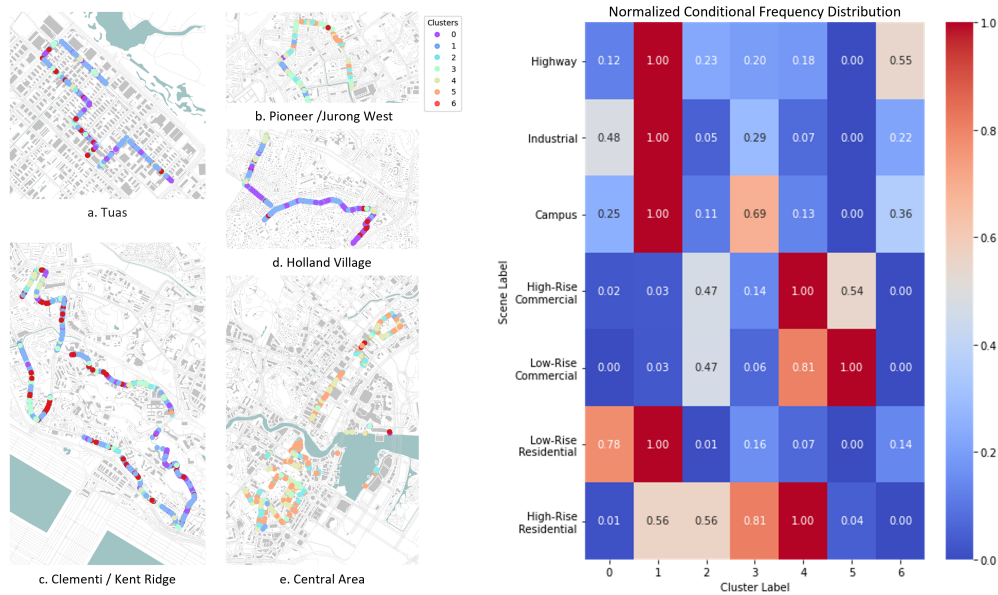 Clusters
0
1
2
3
4
5
6
a. Tuas
b. Pioneer /Jurong West
d. Holland Village
c. Clementi / Kent Ridge
e. Central Area
Normalized Conditional Frequency Distribution
Scene Label
Highway 0.12 1.00 0.23 0.20 0.18 0.00 0.55
Industrial 0.48 1.00 0.05 0.29 0.07 0.00 0.22
Campus 0.25 1.00 0.11 0.69 0.13 0.00 0.36
High-Rise
Commercial 0.02 0.03 0.47 0.14 1.00 0.54 0.00
Low-Rise
Commercial 0.00 0.03 0.47 0.06 0.81 1.00 0.00
Low-Rise
Residential 0.78 1.00 0.01 0.16 0.07 0.00 0.14
High-Rise
Residential 0.01 0.56 0.56 0.81 1.00 0.04 0.00
0 1 2 3 4 5 6
Cluster Label
1.0
0.8
0.6
0.4
0.2
0.0